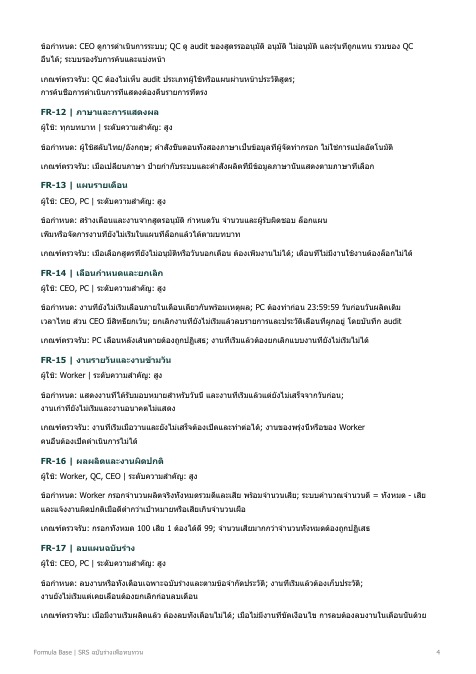 ข้อกำหนด: CEO ดูการดำเนินการระบบ; QC ดู audit ของสูตรรออนุมัติ อนุมัติ ไม่อนุมัติ และรุ่นที่ถูกแทน รวมของ QC
อื่นได้; ระบบรองรับการค้นและแบ่งหน้า
เกณฑ์ตรวจรับ: QC ต้องไม่เห็น audit ประเภทผู้ใช้หรือแผนผ่านหน้าประวัติสูตร;
การค้นชื่อการดำเนินการที่แสดงต้องคืนรายการที่ตรง
FR-12 | ภาษาและการแสดงผล
ผู้ใช้: ทุกบทบาท | ระดับความสำคัญ: สูง
ข้อกำหนด: ผู้ใช้สลับไทย/อังกฤษ; คำสั่งขั้นตอนทั้งสองภาษาเป็นข้อมูลที่ผู้จัดทำกรอก ไม่ใช่การแปลอัตโนมัติ
เกณฑ์ตรวจรับ: เมื่อเปลี่ยนภาษา ป้ายกำกับระบบและคำสั่งผลิตที่มีข้อมูลภาษานั้นแสดงตามภาษาที่เลือก
FR-13 | แผนรายเดือน
ผู้ใช้: CEO, PC | ระดับความสำคัญ: สูง
ข้อกำหนด: สร้างเดือนและงานจากสูตรอนุมัติ กำหนดวัน จำนวนและผู้รับผิดชอบ ล็อกแผน
เพิ่มหรือจัดการงานที่ยังไม่เริ่มในแผนที่ล็อกแล้วได้ตามบทบาท
เกณฑ์ตรวจรับ: เมื่อเลือกสูตรที่ยังไม่อนุมัติหรือวันนอกเดือน ต้องเพิ่มงานไม่ได้; เดือนที่ไม่มีงานใช้งานต้องล็อกไม่ได้
FR-14 | เลื่อนกำหนดและยกเลิก
ผู้ใช้: CEO, PC | ระดับความสำคัญ: สูง
ข้อกำหนด: งานที่ยังไม่เริ่มเลื่อนภายในเดือนเดียวกันพร้อมเหตุผล; PC ต้องทำก่อน 23:59:59 วันก่อนวันผลิตเดิม
เวลาไทย ส่วน CEO มีสิทธิยกเว้น; ยกเลิกงานที่ยังไม่เริ่มแล้วลบรายการและประวัติเลื่อนที่ผูกอยู่ โดยบันทึก audit
เกณฑ์ตรวจรับ: PC เลื่อนหลังเส้นตายต้องถูกปฏิเสธ; งานที่เริ่มแล้วต้องยกเลิกแบบงานที่ยังไม่เริ่มไม่ได้
FR-15 | งานรายวันและงานข้ามวัน
ผู้ใช้: Worker | ระดับความสำคัญ: สูง
ข้อกำหนด: แสดงงานที่ได้รับมอบหมายสำหรับวันนี้ และงานที่เริ่มแล้วแต่ยังไม่เสร็จจากวันก่อน;
งานเก่าที่ยังไม่เริ่มและงานอนาคตไม่แสดง
เกณฑ์ตรวจรับ: งานที่เริ่มเมื่อวานและยังไม่เสร็จต้องเปิดและทำต่อได้; งานของพรุ่งนี้หรือของ Worker
คนอื่นต้องเปิดดำเนินการไม่ได้
FR-16 | ผลผลิตและงานผิดปกติ
ผู้ใช้: Worker, QC, CEO | ระดับความสำคัญ: สูง
ข้อกำหนด: Worker กรอกจำนวนผลิตจริงทั้งหมดรวมดีและเสีย พร้อมจำนวนเสีย; ระบบคำนวณจำนวนดี = ทั้งหมด - เสีย
และแจ้งงานผิดปกติเมื่อดีต่ำกว่าเป้าหมายหรือเสียเกินจำนวนเผื่อ
เกณฑ์ตรวจรับ: กรอกทั้งหมด 100 เสีย 1 ต้องได้ดี 99; จำนวนเสียมากกว่าจำนวนทั้งหมดต้องถูกปฏิเสธ
FR-17 | ลบแผนฉบับร่าง
ผู้ใช้: CEO, PC | ระดับความสำคัญ: สูง
ข้อกำหนด: ลบงานหรือทั้งเดือนเฉพาะฉบับร่างและตามข้อจำกัดประวัติ; งานที่เริ่มแล้วต้องเก็บประวัติ;
งานยังไม่เริ่มแต่เคยเลื่อนต้องยกเลิกก่อนลบเดือน
เกณฑ์ตรวจรับ: เมื่อมีงานเริ่มผลิตแล้ว ต้องลบทั้งเดือนไม่ได้; เมื่อไม่มีงานที่ขัดเงื่อนไข การลบต้องลบงานในเดือนนั้นด้วย
Formula Base | SRS ฉบับร่างเพื่อทบทวน
4